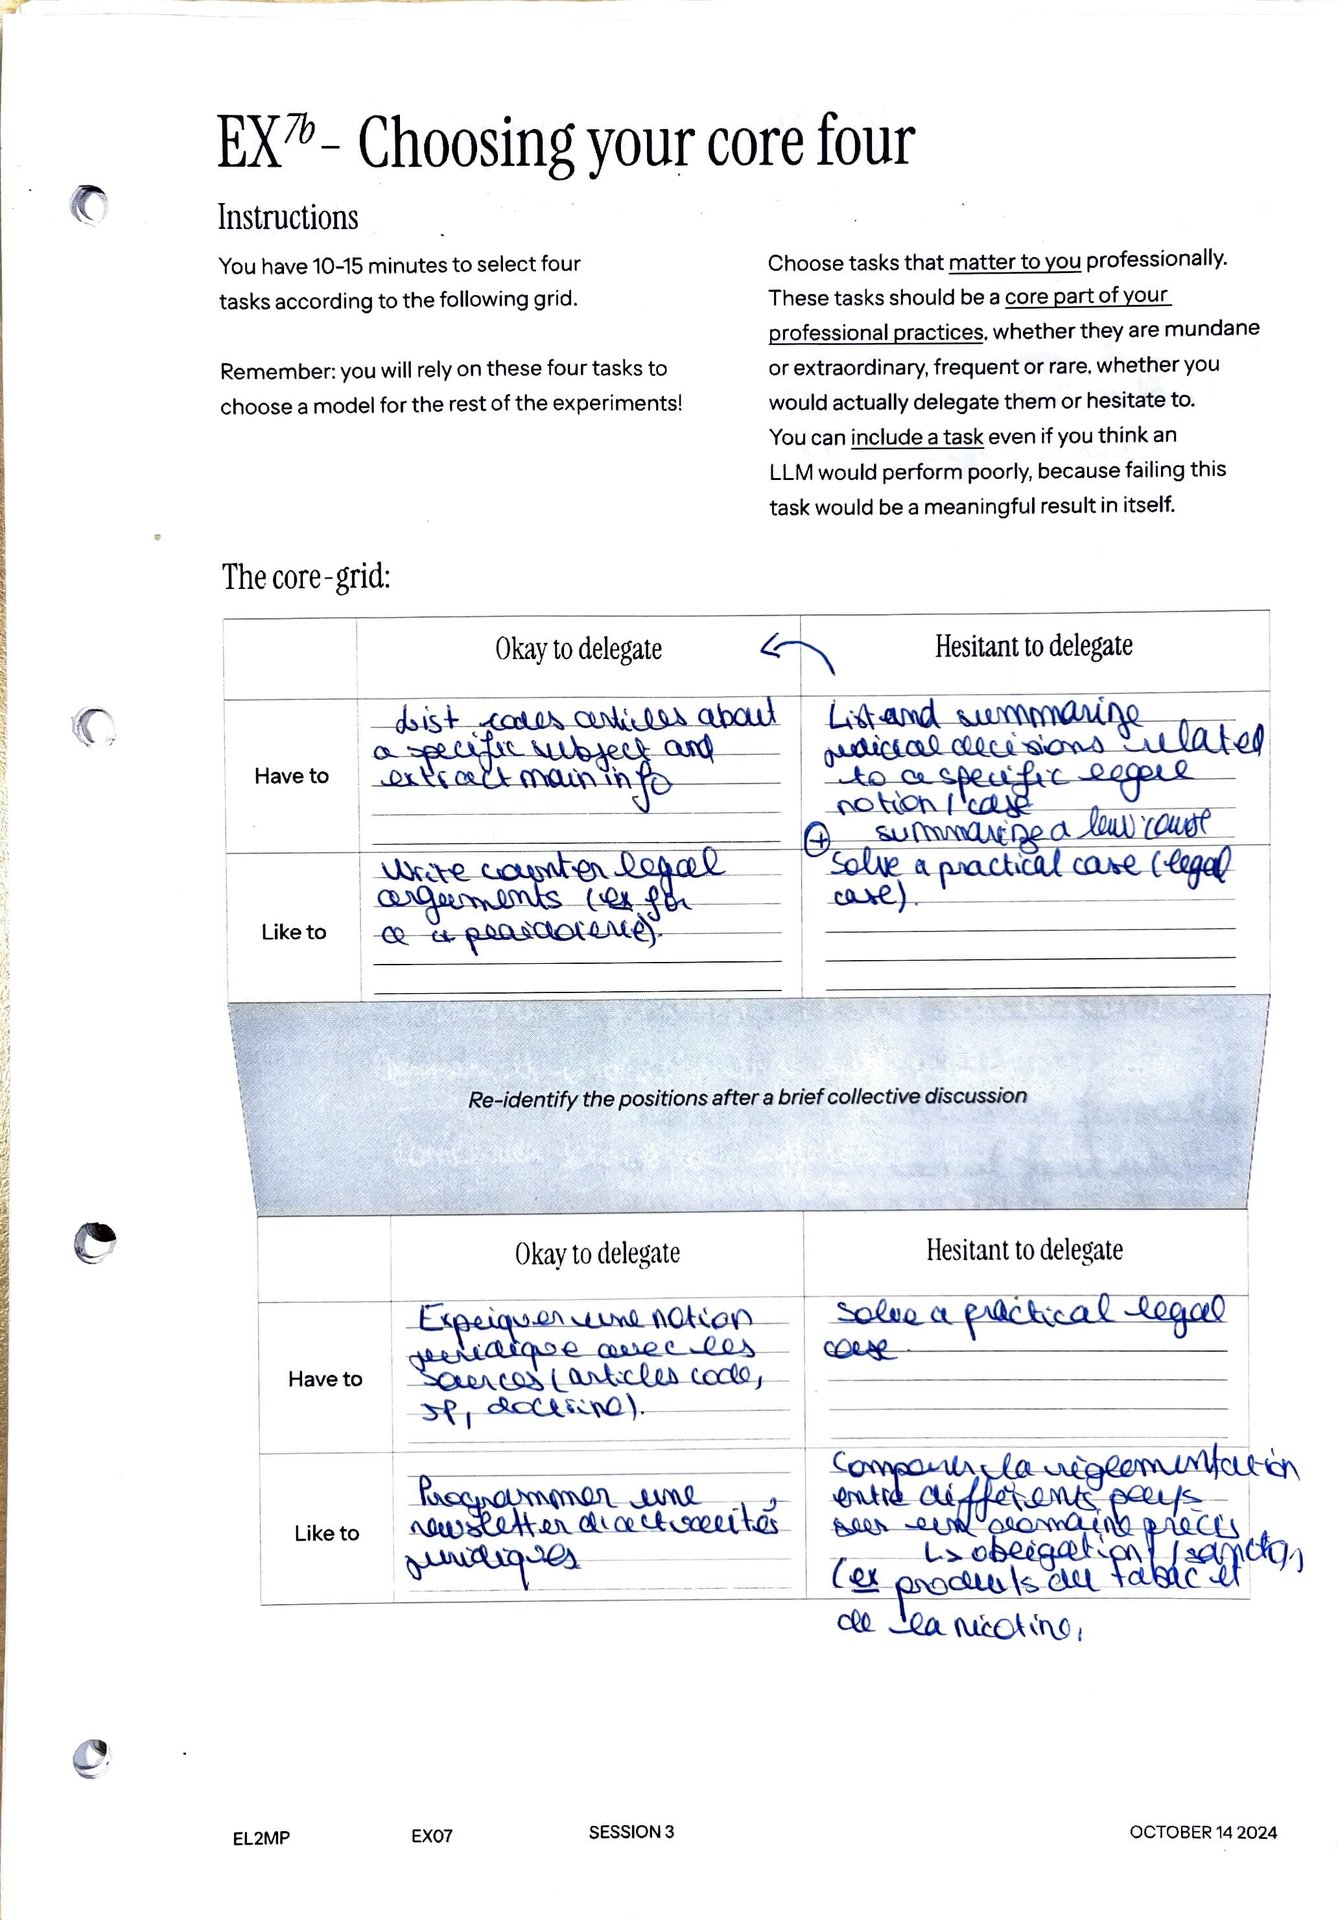 EX7b - Choosing your core four
Instructions
You have 10-15 minutes to select four
tasks according to the following grid.
Remember: you will rely on these four tasks to
choose a model for the rest of the experiments!
Choose tasks that matter to you professionally.
These tasks should be a core part of your
professional practices, whether they are mundane
or extraordinary, frequent or rare, whether you
would actually delegate them or hesitate to.
You can include a task even if you think an
LLM would perform poorly, because failing this
task would be a meaningful result in itself.
The core-grid:
Okay to delegate
Hesitant to delegate
Have to
List codes articles about
a specific subject and
extract main info
List and summarize
judicial decisions related
to a specific legal
notion / case
+ summarize a law course
Like to
Write counter legal
arguments (ex for
a plaidoirie).
Solve a practical case (legal
case).
Re-identify the positions after a brief collective discussion
Okay to delegate
Hesitant to delegate
Have to
Expliquer une notion
juridique avec les
sources (articles code,
JP, doctrine).
Solve a practical legal
case.
Like to
Programmer une
newsletter d'actualités
juridiques
Comparer la réglementation
entre différents pays
sur un domaine précis
↳ obligation /
(ex produits du tabac et
de la nicotine,
EL2MP
EX07
SESSION 3
OCTOBER 14 2024